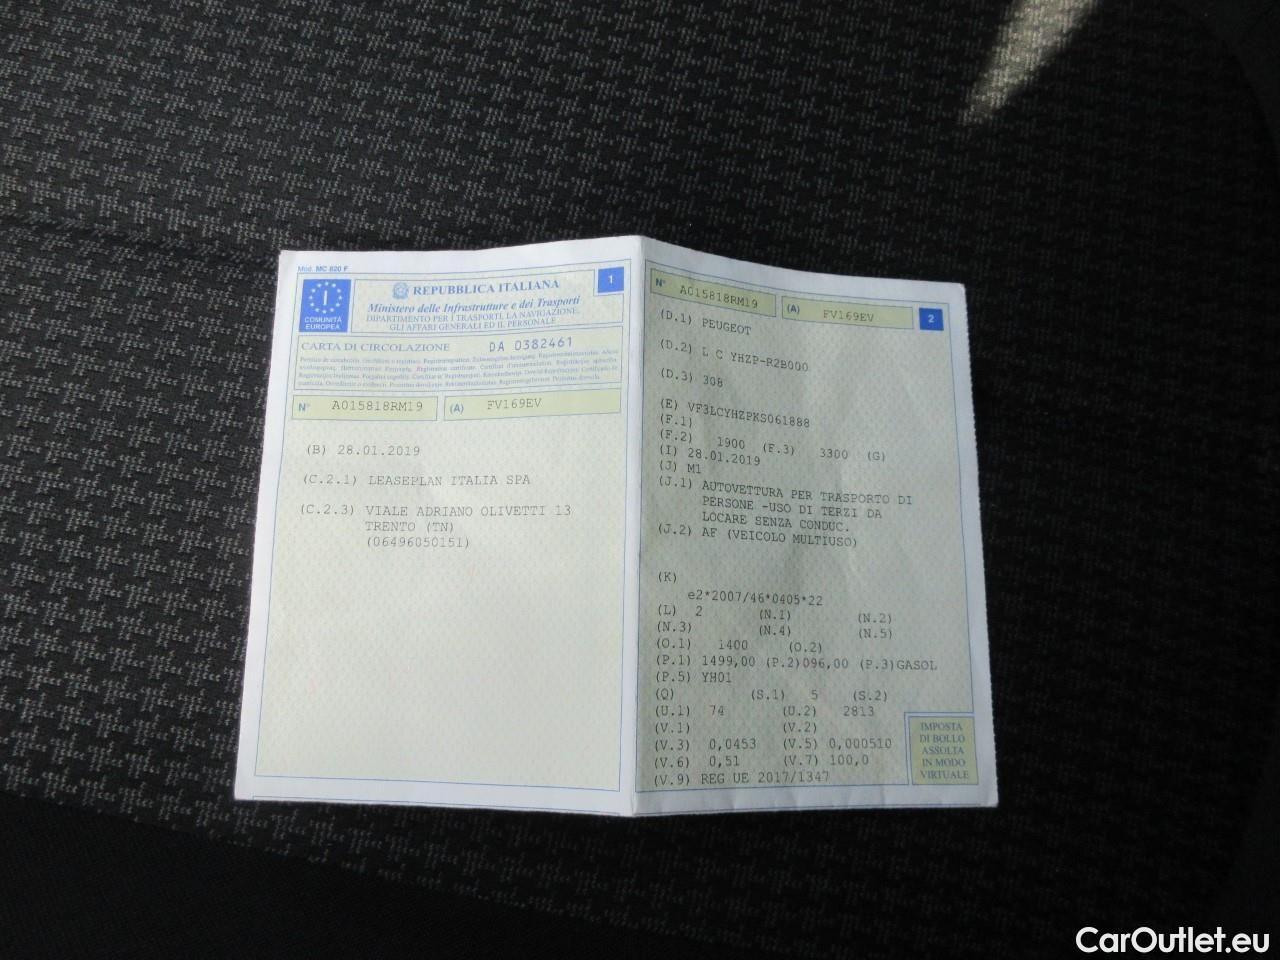 Mod. MC 820 F
COMUNITÀ
EUROPEA
I
REPUBBLICA ITALIANA
1
Ministero delle Infrastrutture e dei Trasporti
DIPARTIMENTO PER I TRASPORTI, LA NAVIGAZIONE,
GLI AFFARI GENERALI ED IL PERSONALE
CARTA DI CIRCOLAZIONE DA 0382461
N° A015818RM19 (A) FV169EV
(B) 28.01.2019
(C.2.1) LEASEPLAN ITALIA SPA
(C.2.3) VIALE ADRIANO OLIVETTI 13
TRENTO (TN)
(06496050151)
N° A015818RM19 (A) FV169EV 2
(D.1) PEUGEOT
(D.2) L C YHZP-R2B000
(D.3) 308
(E) VF3LCYHZPKS061888
(F.1)
(F.2) 1900 (F.3) 3300 (G)
(I) 28.01.2019
(J) M1
(J.1) AUTOVETTURA PER TRASPORTO DI
PERSONE -USO DI TERZI DA
LOCARE SENZA CONDUC.
(J.2) AF (VEICOLO MULTIUSO)
(K)
e2*2007/46*0405*22
(L) 2 (N.1) (N.2)
(N.3) (N.4) (N.5)
(O.1) 1400 (O.2)
(P.1) 1499,00 (P.2)096,00 (P.3)GASOL
(P.5) YH01
(Q) (S.1) 5 (S.2)
(U.1) 74 (U.2) 2813
(V.1) (V.2)
(V.3) 0,0453 (V.5) 0,000510
(V.6) 0,51 (V.7) 100,0
(V.9) REG UE 2017/1347
IMPOSTA
DI BOLLO
ASSOLTA
IN MODO
VIRTUALE
CarOutlet.eu